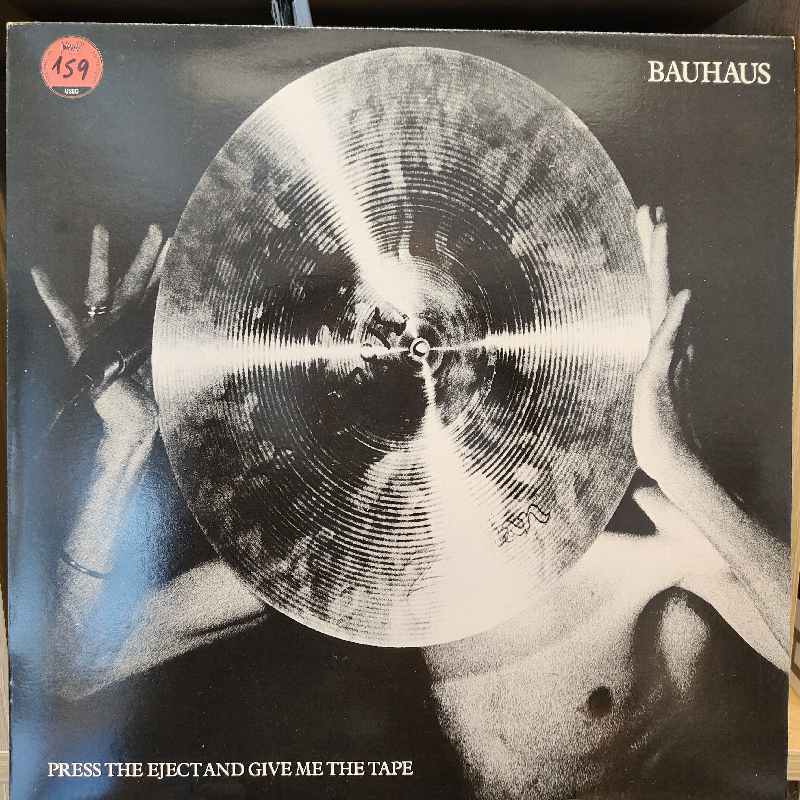 159
USED
BAUHAUS
PRESS THE EJECT AND GIVE ME THE TAPE